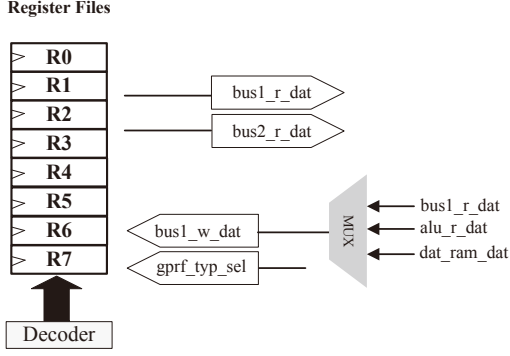 Register Files
R0
R1
R2
R3
R4
R5
R6
R7
Decoder
bus1_r_dat
bus2_r_dat
bus1_w_dat
gprf_typ_sel
MUX
bus1_r_dat
alu_r_dat
dat_ram_dat